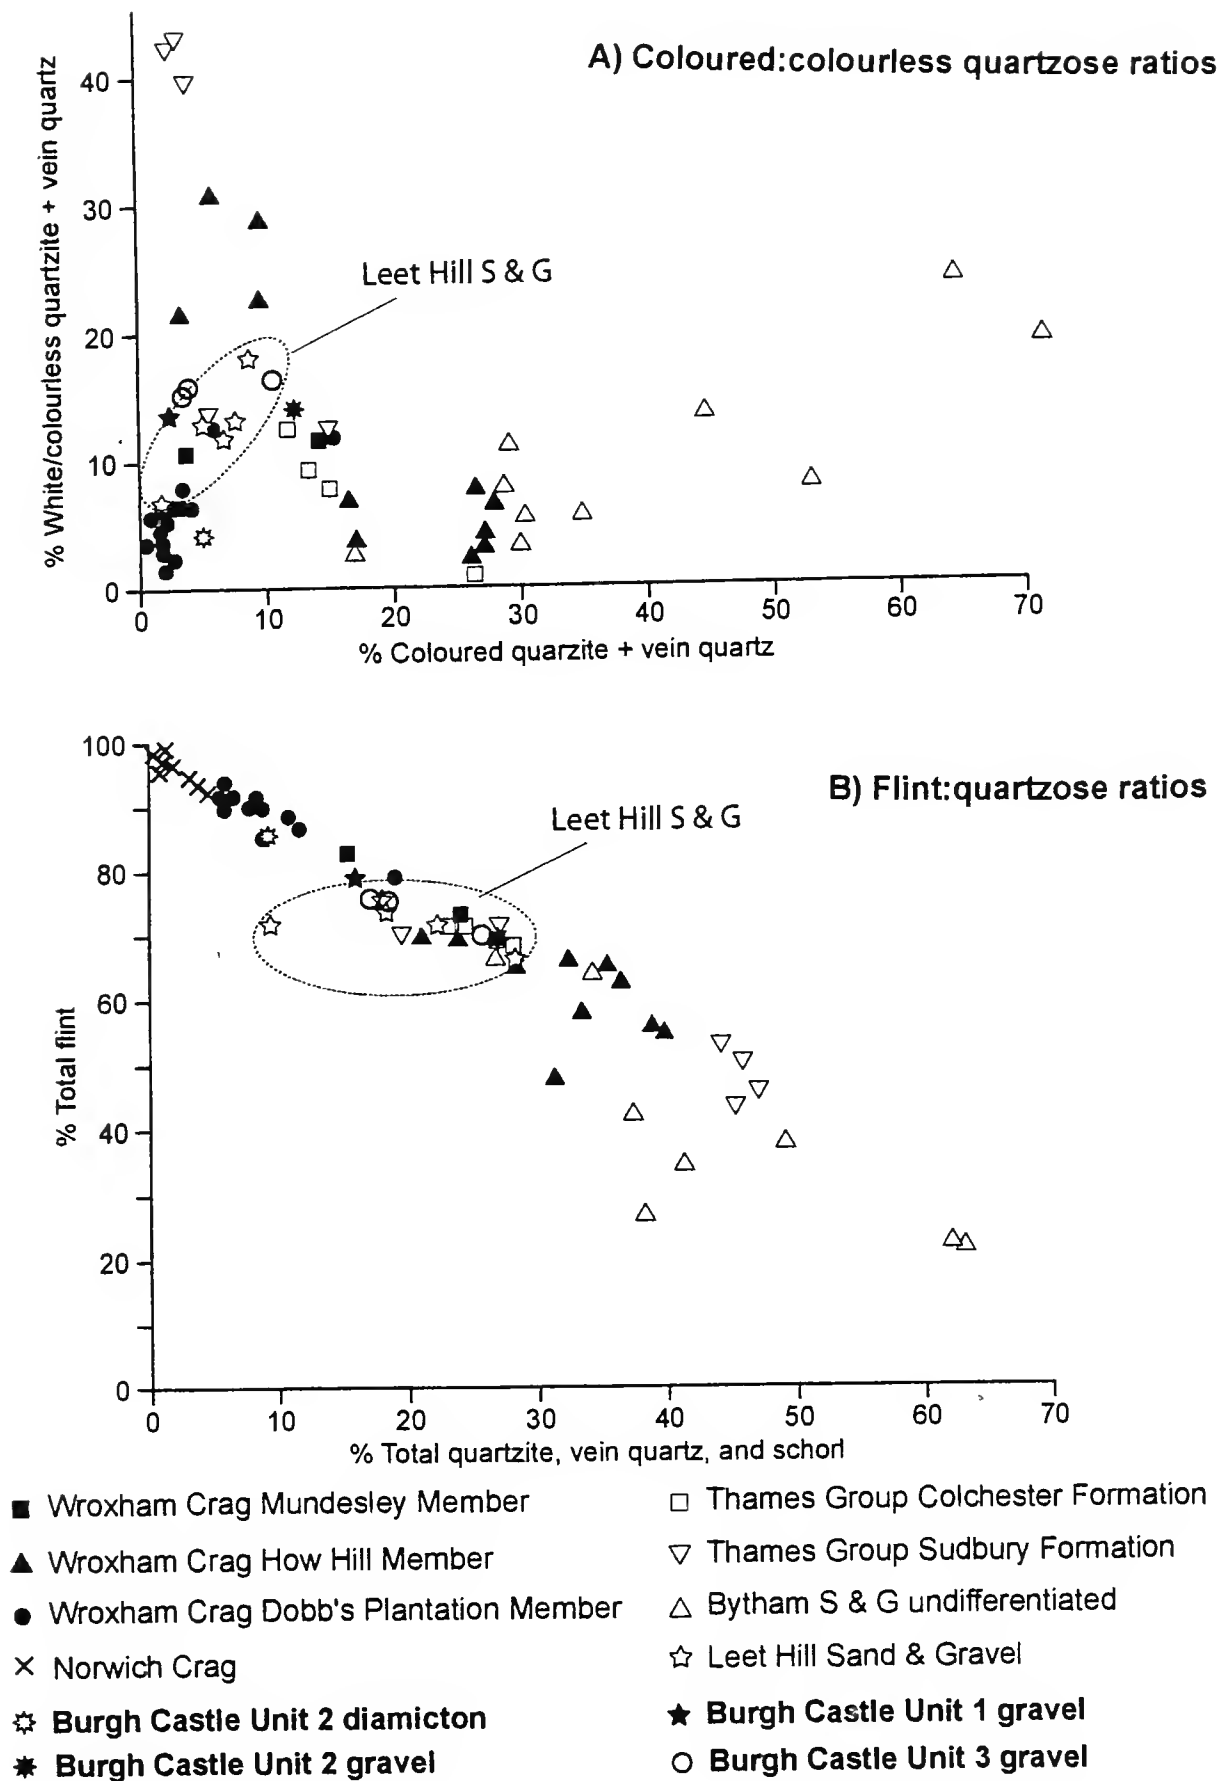 A) Coloured:colourless quartzose ratios
% White/colourless quartzite + vein quartz
40
30
20
10
0
Leet Hill S & G
0
10
20
30
40
50
60
70
% Coloured quarzite + vein quartz
B) Flint:quartzose ratios
% Total flint
100
80
60
40
20
0
Leet Hill S & G
0
10
20
30
40
50
60
70
% Total quartzite, vein quartz, and schorl
Wroxham Crag Mundesley Member
Wroxham Crag How Hill Member
Wroxham Crag Dobb's Plantation Member
Norwich Crag
Burgh Castle Unit 2 diamicton
Burgh Castle Unit 2 gravel
Thames Group Colchester Formation
Thames Group Sudbury Formation
Bytham S & G undifferentiated
Leet Hill Sand & Gravel
Burgh Castle Unit 1 gravel
Burgh Castle Unit 3 gravel